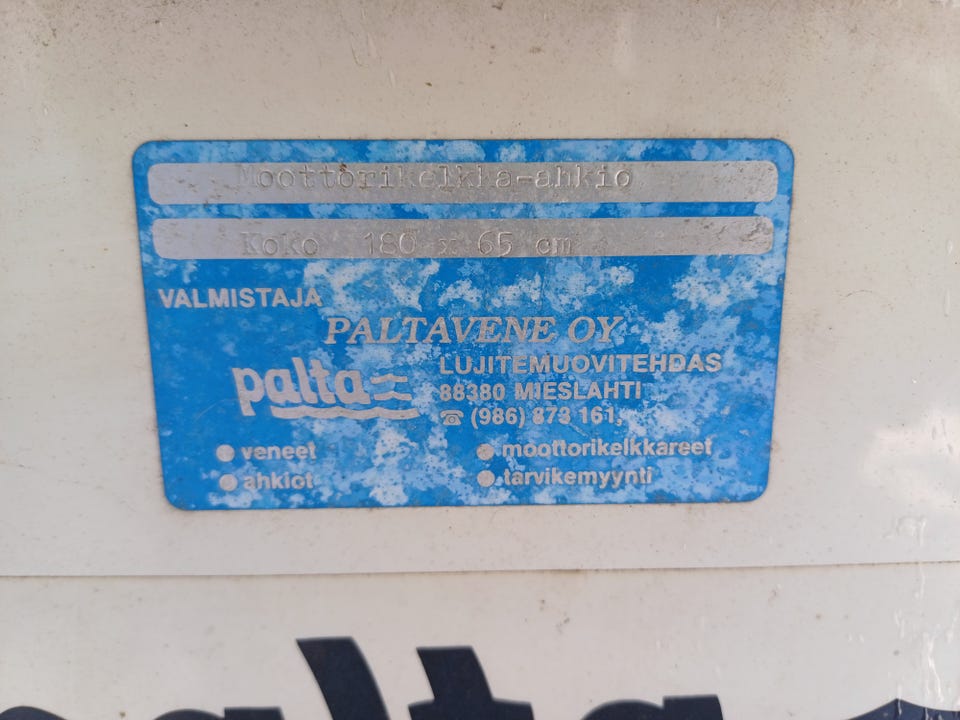 Moottorikelkka-ahkio
Koko 180 x 65 cm
VALMISTAJA
PALTAVENE OY
palta
LUJITEMUOVITEHDAS
88380 MIESLAHTI
☎ (986) 873 161,
● veneet
● moottorikelkkareet
● ahkiot
● tarvikemyynti
palta